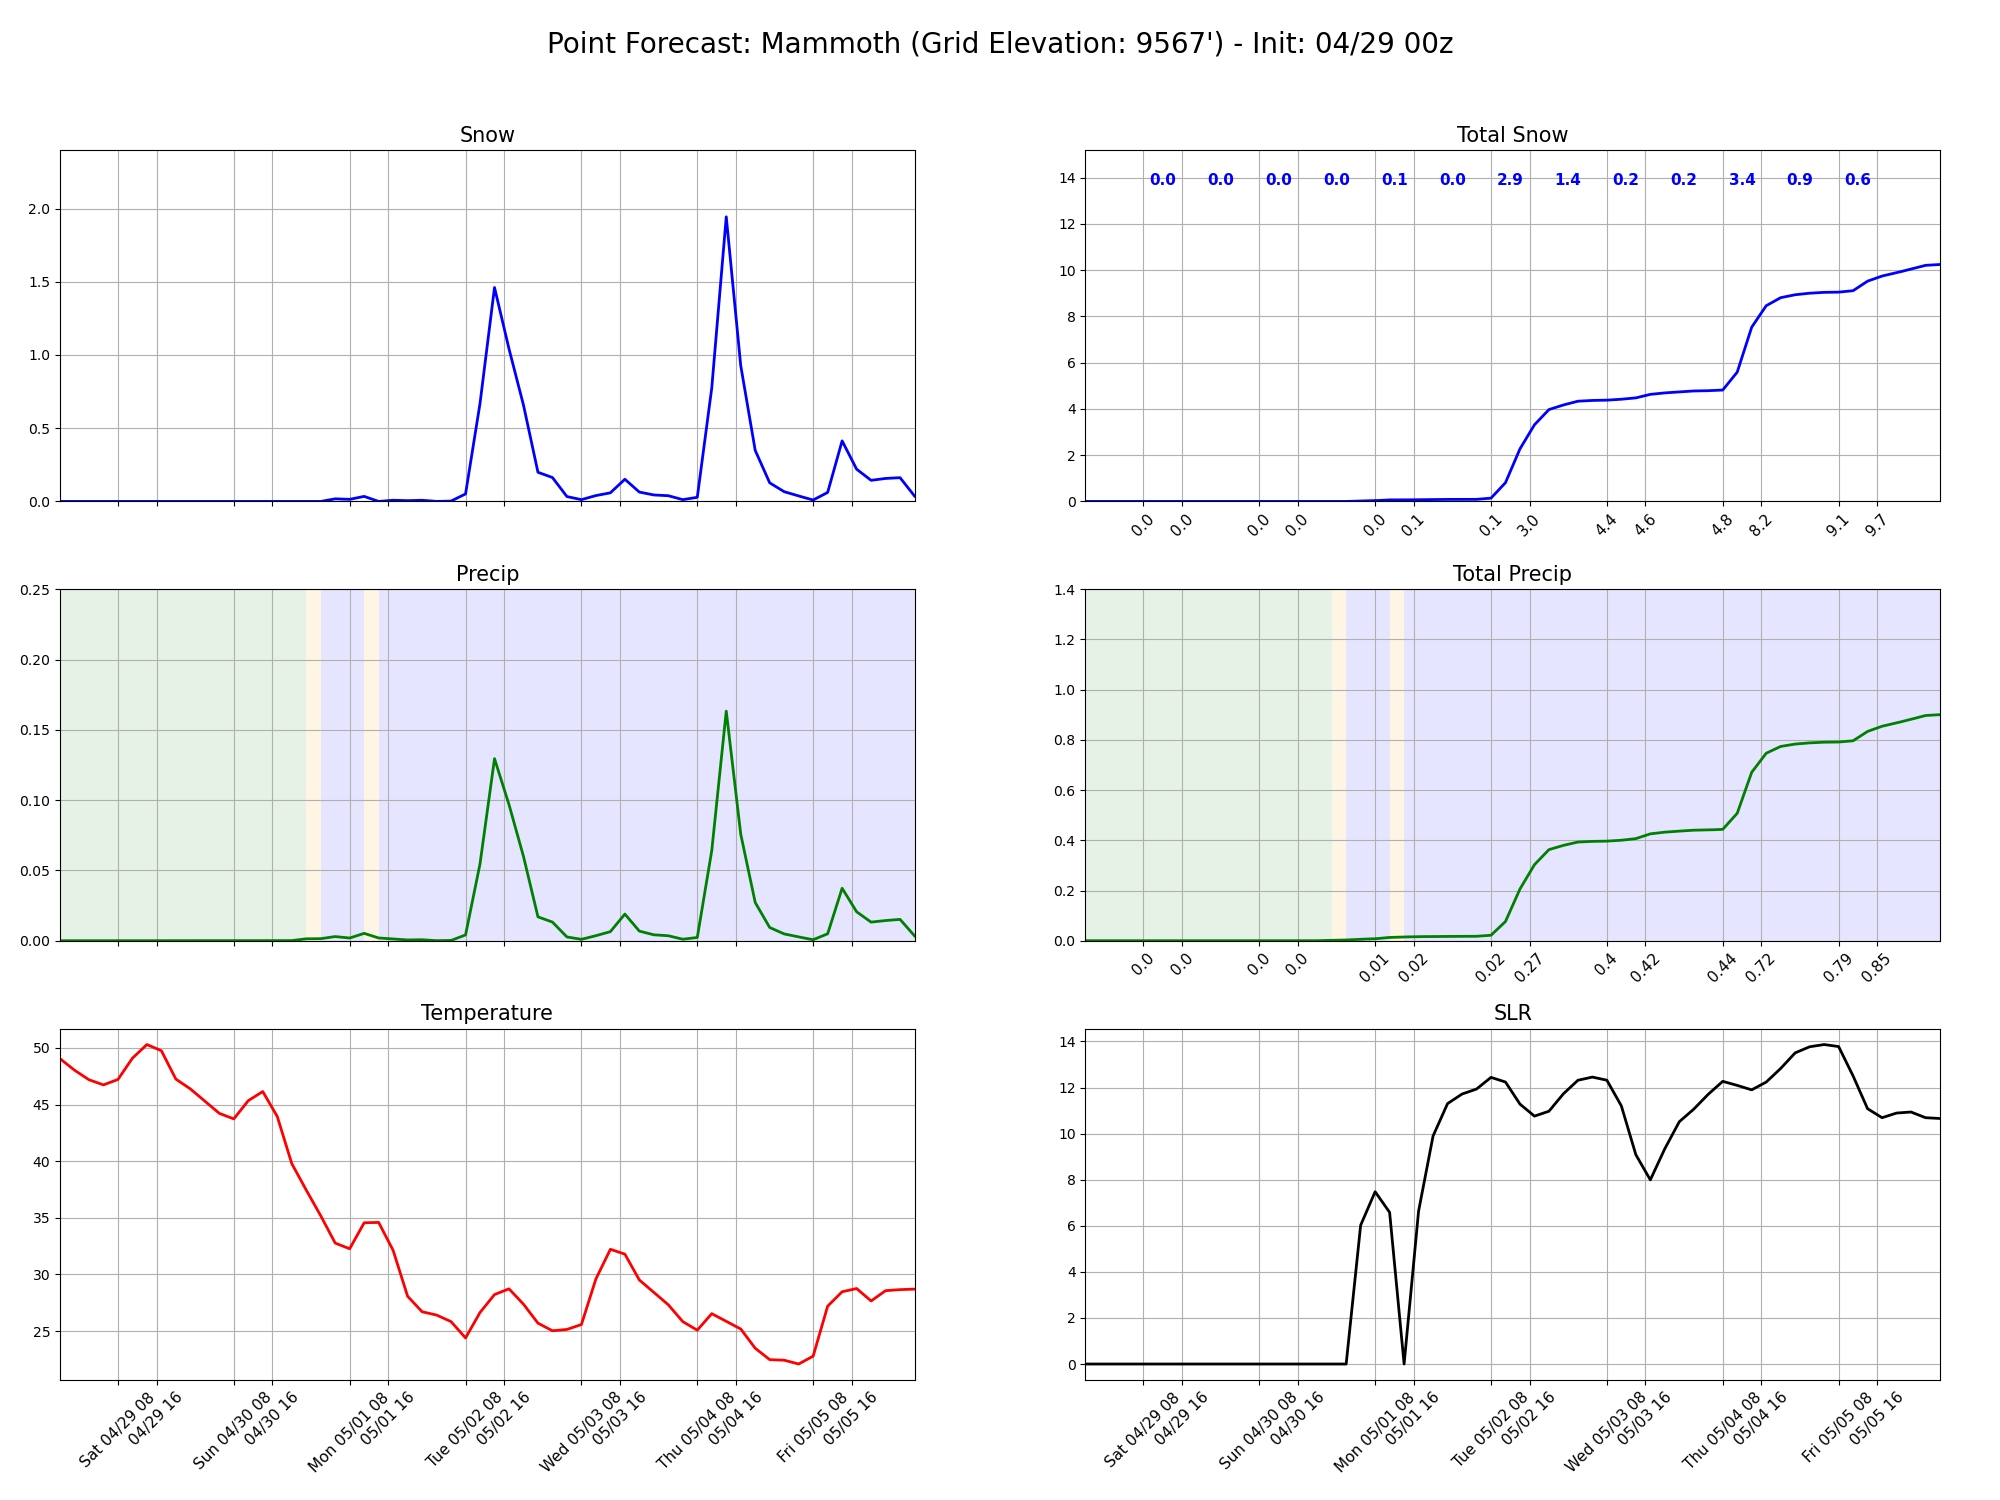 Point Forecast: Mammoth (Grid Elevation: 9567') - Init: 04/29 00z
Snow
2.0
1.5
1.0
0.5
0.0
Total Snow
14
12
10
8
6
4
2
0
0.0 0.0 0.0 0.0 0.1 0.0 2.9 1.4 0.2 0.2 3.4 0.9 0.6
0.0 0.0 0.0 0.0 0.0 0.1 0.1 3.0 4.4 4.6 4.8 8.2 9.1 9.7
Precip
0.25
0.20
0.15
0.10
0.05
0.00
Total Precip
1.4
1.2
1.0
0.8
0.6
0.4
0.2
0.0
0.0 0.0 0.0 0.0 0.01 0.02 0.02 0.27 0.4 0.42 0.44 0.72 0.79 0.85
Temperature
50
45
40
35
30
25
Sat 04/29 08
04/29 16
Sun 04/30 08
04/30 16
Mon 05/01 08
05/01 16
Tue 05/02 08
05/02 16
Wed 05/03 08
05/03 16
Thu 05/04 08
05/04 16
Fri 05/05 08
05/05 16
SLR
14
12
10
8
6
4
2
0
Sat 04/29 08
04/29 16
Sun 04/30 08
04/30 16
Mon 05/01 08
05/01 16
Tue 05/02 08
05/02 16
Wed 05/03 08
05/03 16
Thu 05/04 08
05/04 16
Fri 05/05 08
05/05 16